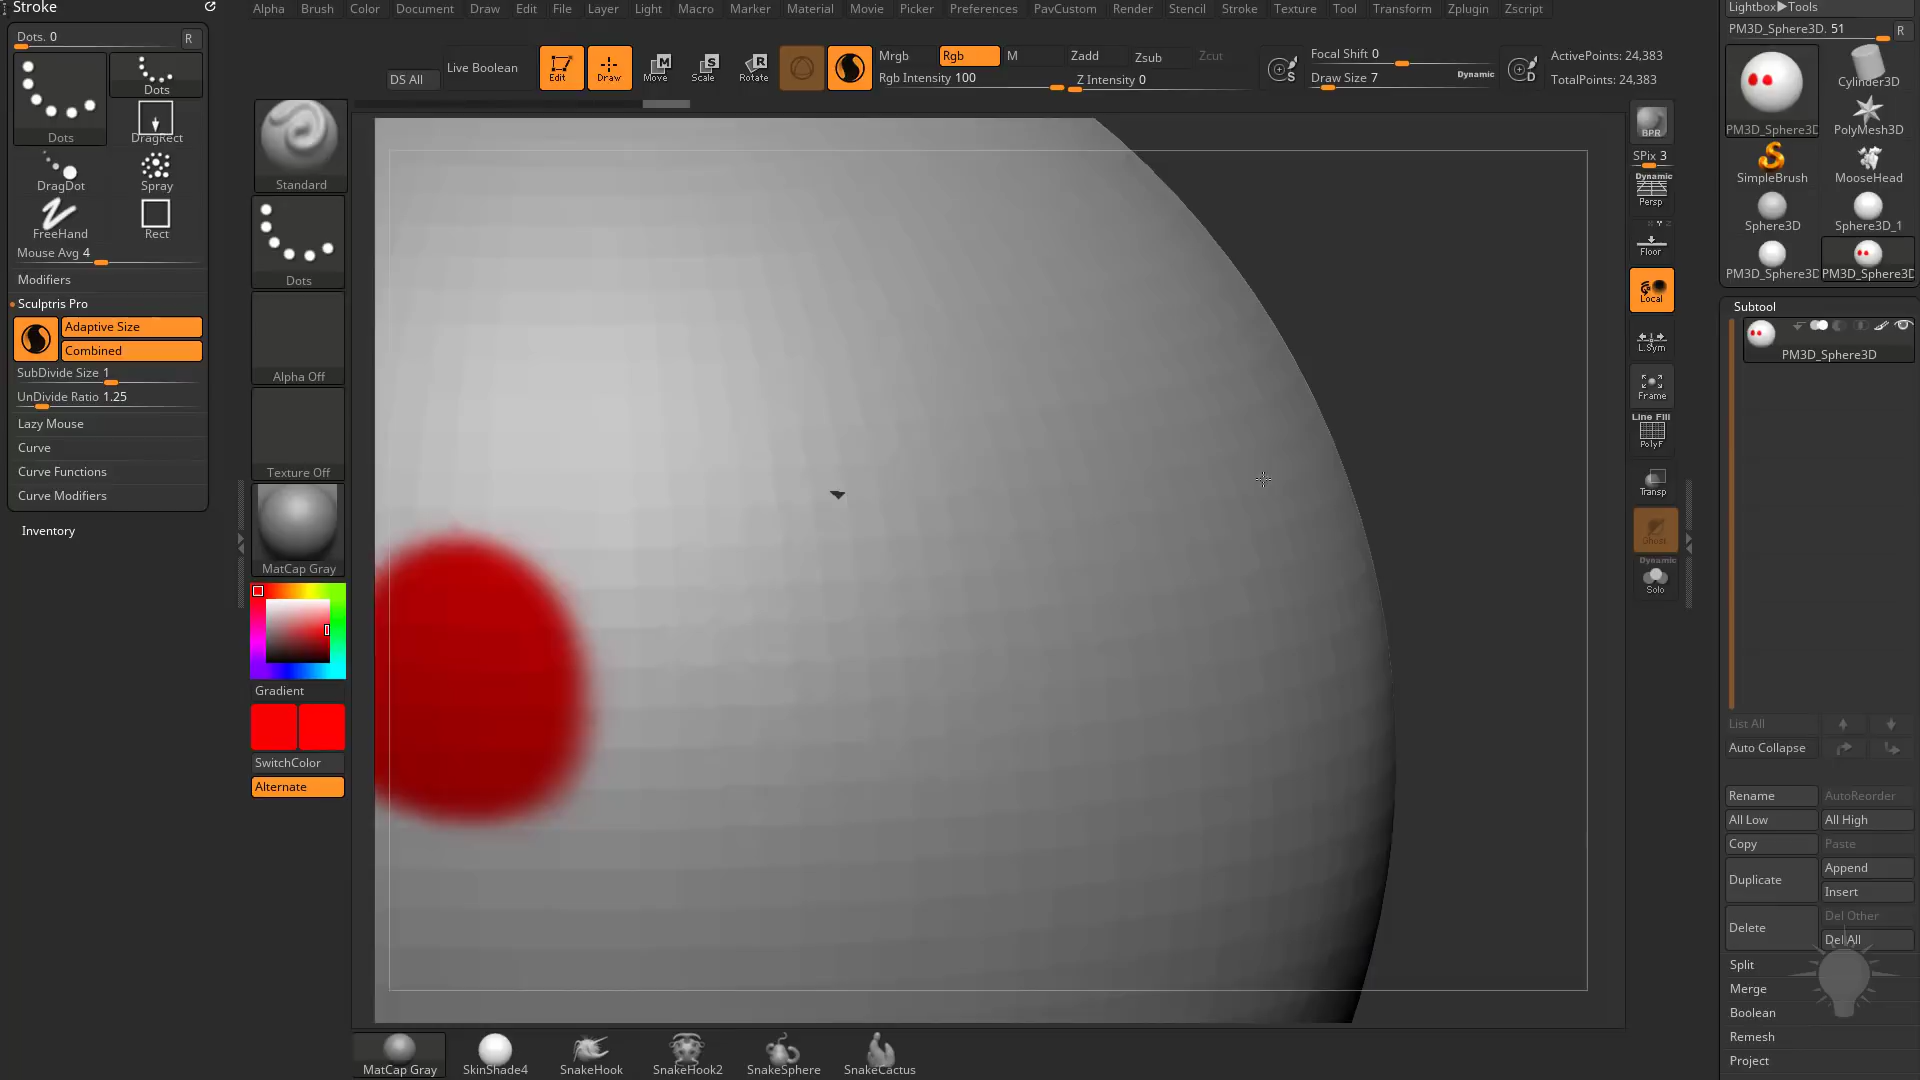 Stroke
Alpha Brush Color Document Draw Edit File Layer Light Macro Marker Material Movie Picker Preferences PavCustom Render Stencil Stroke Texture Tool Transform Zplugin Zscript
Lightbox▶Tools
Dots. 0
R
Dots
Dots
DragRect
DragDot
Spray
FreeHand
Rect
Mouse Avg 4
Modifiers
Sculptris Pro
Adaptive Size
Combined
SubDivide Size 1
UnDivide Ratio 1.25
Lazy Mouse
Curve
Curve Functions
Curve Modifiers
Inventory
DS All
Live Boolean
Edit
Draw
Move
M
Scale
S
Rotate
R
Mrgb
Rgb
M
Zadd
Zsub
Zcut
Rgb Intensity 100
Z Intensity 0
S
Focal Shift 0
Draw Size 7
Dynamic
D
ActivePoints: 24,383
TotalPoints: 24,383
Standard
Dots
Alpha Off
Texture Off
MatCap Gray
Gradient
SwitchColor
Alternate
BPR
SPix 3
Dynamic
Persp
Floor
Local
L.Sym
Frame
Line Fill
PolyF
Transp
Ghost
Dynamic
Solo
PM3D_Sphere3D. 51
R
PM3D_Sphere3D
Cylinder3D
PolyMesh3D
SimpleBrush
MooseHead
Sphere3D
Sphere3D_1
PM3D_Sphere3D
PM3D_Sphere3D
Subtool
PM3D_Sphere3D
List All
Auto Collapse
Rename
AutoReorder
All Low
All High
Copy
Paste
Duplicate
Append
Insert
Delete
Del Other
Del All
Split
Merge
Boolean
Remesh
Project
MatCap Gray
SkinShade4
SnakeHook
SnakeHook2
SnakeSphere
SnakeCactus